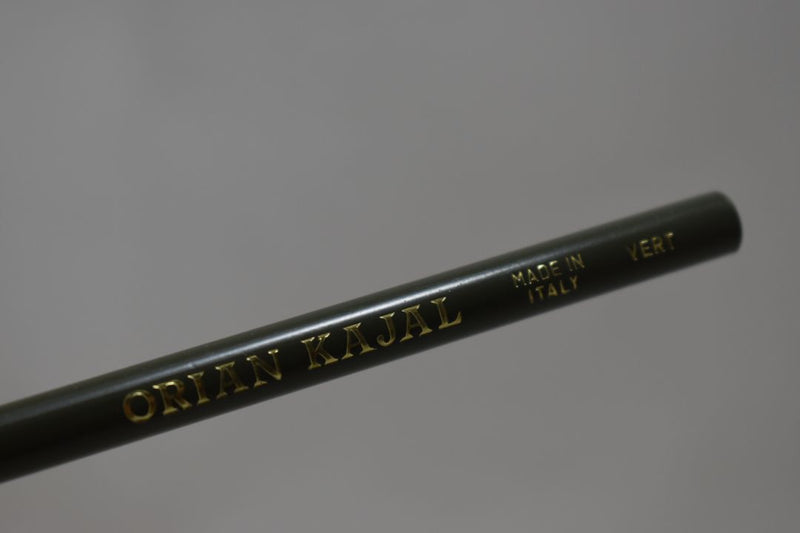 ORIAN KAJAL
MADE IN
ITALY
VERT